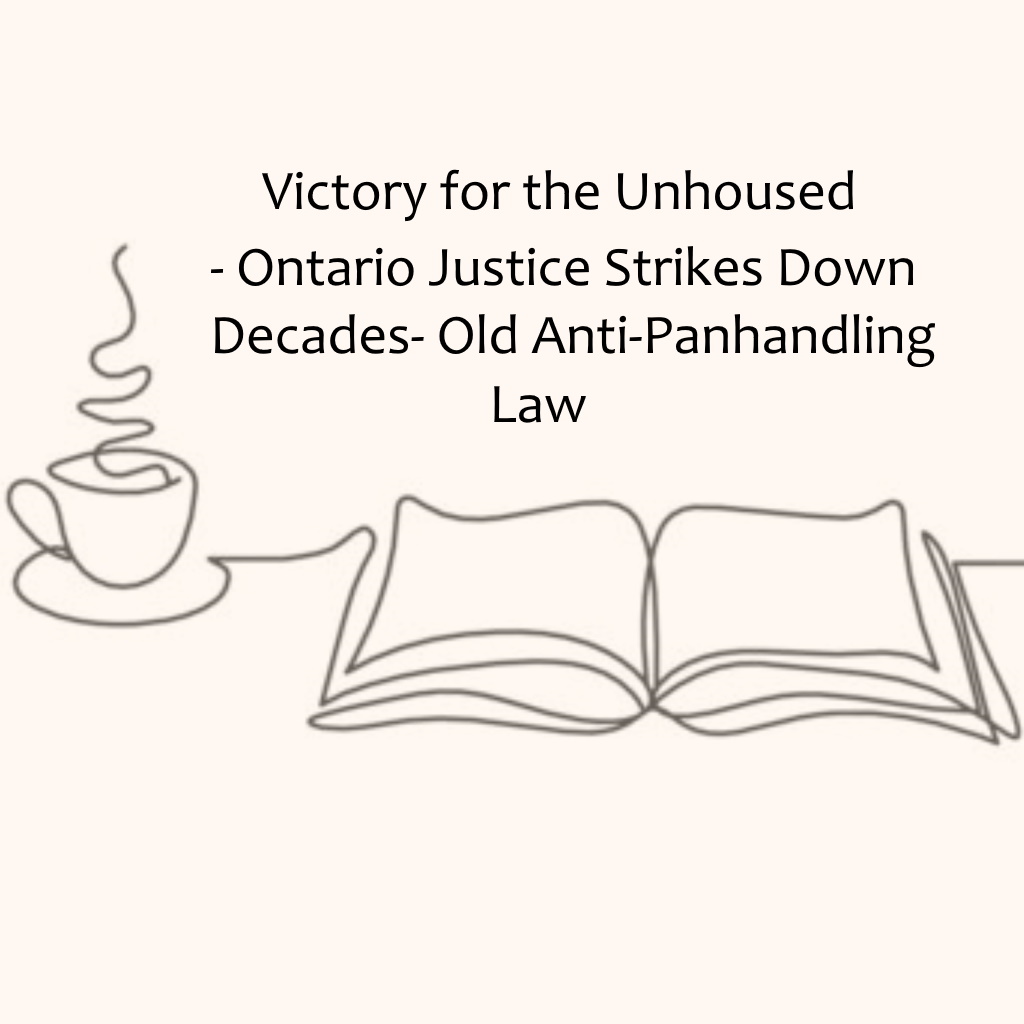 Victory for the Unhoused
- Ontario Justice Strikes Down
Decades- Old Anti-Panhandling
Law